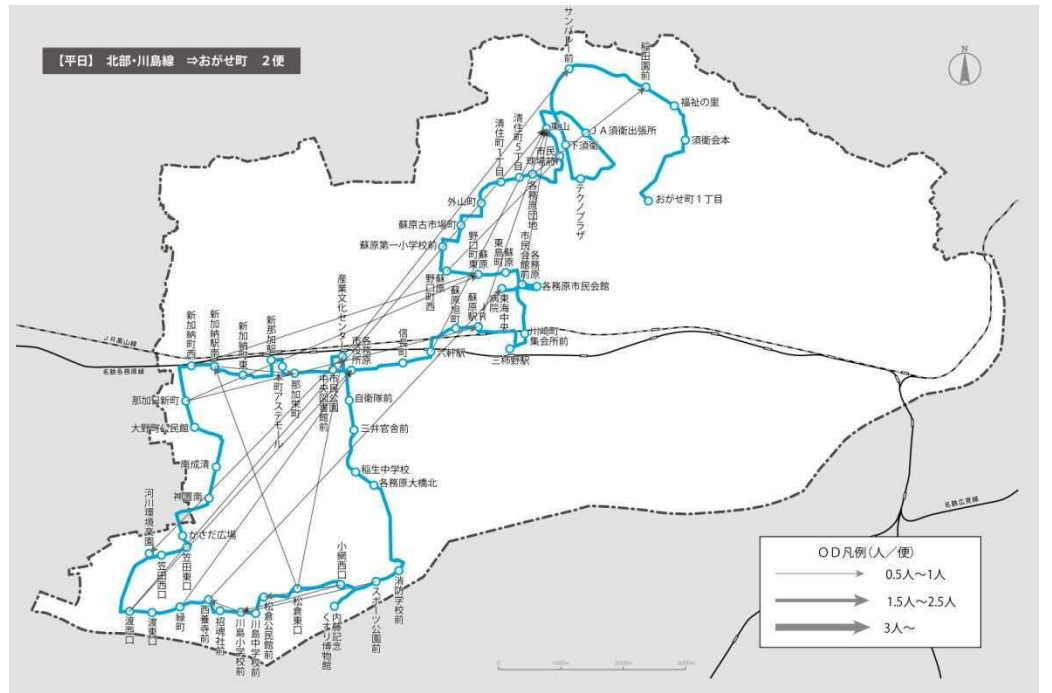 【平日】 北部・川島線 ⇒おがせ町 2便
N
サンバレー前
稲田園前
福祉の里
須衛会本
おがせ町1丁目
東山
JA須衛出張所
下須衛
市民球場前
テクノプラザ
各務原団地
清住町5丁目
清住町1丁目
外山町
蘇原古市場町
蘇原第一小学校前
蘇原野口町西
蘇原野口町東
蘇原東島町
各務原市民会館前
各務原市民会館
東海中央病院
川崎町集会所前
三柿野駅
JR蘇原駅
蘇原旭町
六軒駅
信長町
各務原市役所
産業文化センター
市民公園中央図書館前
那加栄町
本町アステモール
新那加駅
新加納町東
新加納駅南
新加納町西
JR高山線
名鉄各務原線
那加日新町
大野町公民館
南成清
神置南
かさだ広場
笠田東口
笠田西口
河川環境楽園
渡西口
渡東口
緑町
西養寺前
招魂社前
川島小学校前
川島中学校前
松倉公民館前
松倉東口
小網西口
内藤記念くすり博物館
スポーツ公園前
消防学校前
各務原大橋北
稲生中学校
三井官舎前
自衛隊前
名鉄広見線
OD凡例(人/便)
0.5人~1人
1.5人~2.5人
3人~
0
1000m
2000m
3000m